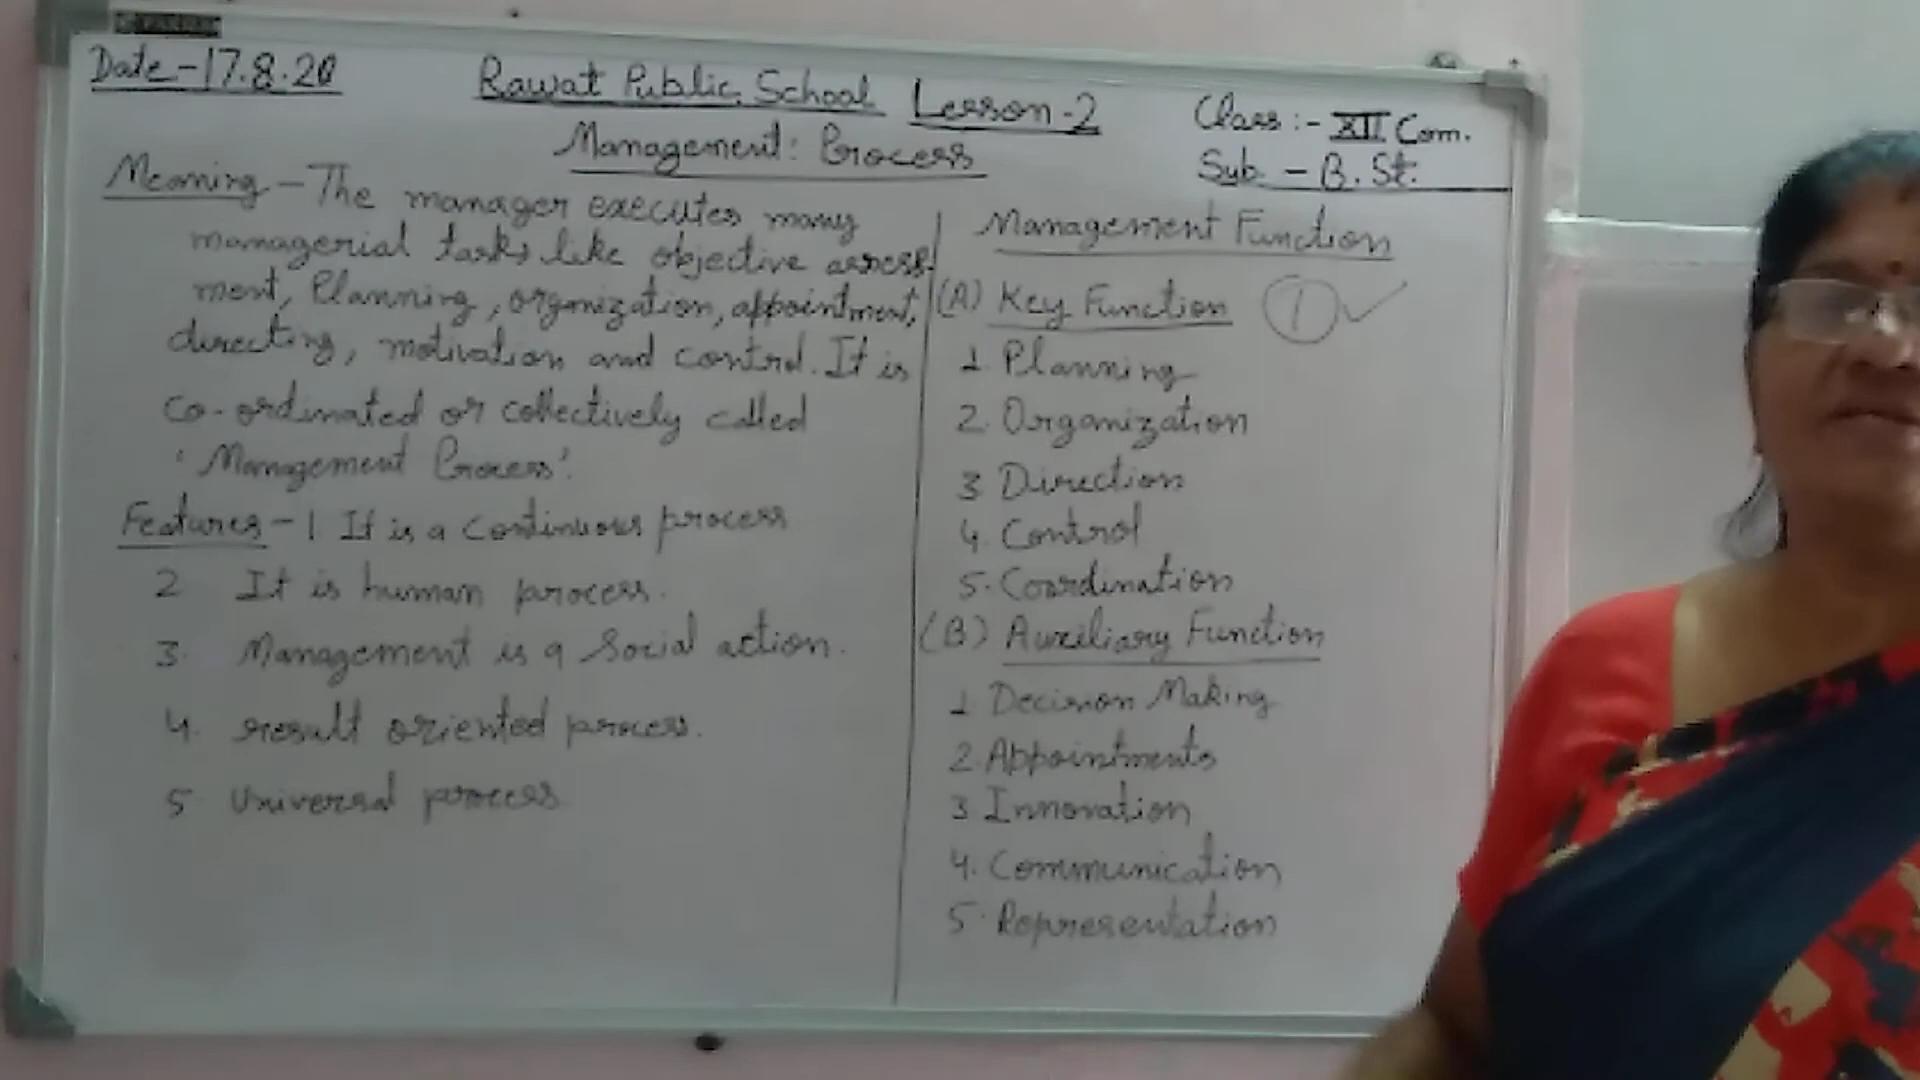 Date-17.8.20
Rawat Public School Lesson-2
Class:- XII Com.
Management: Process
Sub. - B. St.
Meaning - The manager executes many
managerial tasks like objective assess
ment, Planning, organization, appointment,
directing, motivation and control. It is
co-ordinated or collectively called
'Management Process'.
Features - 1. It is a continuous process
2 It is human process.
3. Management is a Social action.
4. result oriented process.
5 Universal process
Management Function
(A) Key Function 1
1. Planning
2. Organization
3 Direction
4. Control
5. Coordination
(B) Auxiliary Function
1 Decision Making
2. Appointments
3 Innovation
4. Communication
5. Representation